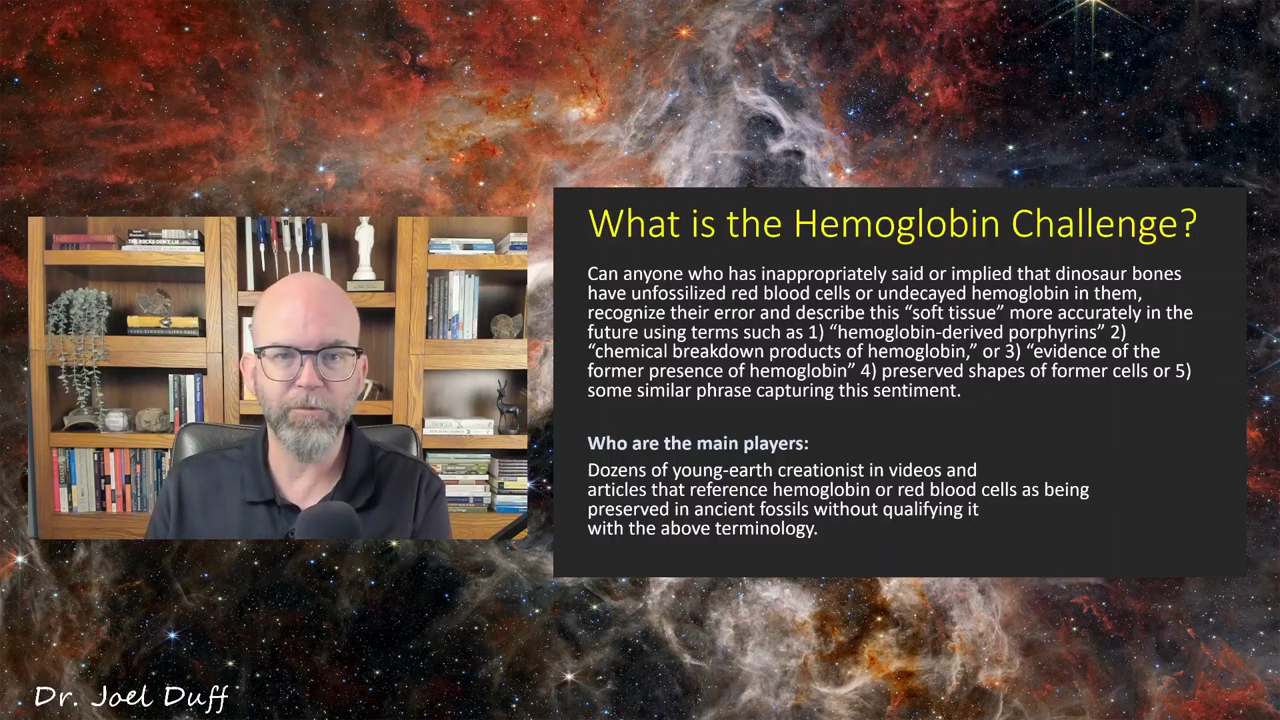 What is the Hemoglobin Challenge?
Can anyone who has inappropriately said or implied that dinosaur bones
have unfossilized red blood cells or undecayed hemoglobin in them,
recognize their error and describe this “soft tissue” more accurately in the
future using terms such as 1) “hemoglobin-derived porphyrins” 2)
“chemical breakdown products of hemoglobin,” or 3) “evidence of the
former presence of hemoglobin” 4) preserved shapes of former cells or 5)
some similar phrase capturing this sentiment.
Who are the main players:
Dozens of young-earth creationist in videos and
articles that reference hemoglobin or red blood cells as being
preserved in ancient fossils without qualifying it
with the above terminology.
THE ROCKS DON'T LIE
Dr. Joel Duff